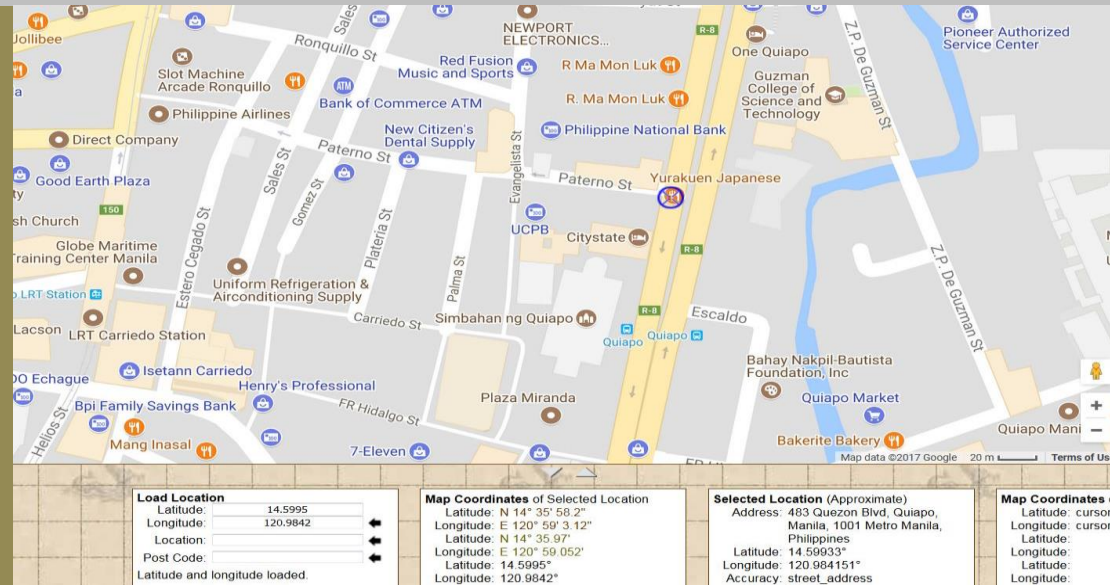 Jollibee
Ronquillo St
Sales
NEWPORT
ELECTRONICS...
R-8
One Quiapo
Z.P. De Guzman St
Pioneer Authorized
Service Center
Slot Machine
Arcade Ronquillo
Red Fusion
Music and Sports
R Ma Mon Luk
Guzman
College of
Science and
Technology
a
ATM
Bank of Commerce ATM
R. Ma Mon Luk
Philippine Airlines
New Citizen's
Dental Supply
Philippine National Bank
Direct Company
Paterno St
Sales St
Gomez St
Evangelista St
Paterno St
Yurakuen Japanese
Good Earth Plaza
ty
150
sh Church
UCPB
Citystate
R-8
Globe Maritime
Training Center Manila
Estero Cegado St
Plateria St
Palma St
Z.P. De Guzman St
Uniform Refrigeration &
Airconditioning Supply
o LRT Station
Carriedo St
Simbahan ng Quiapo
R-8
Escaldo
Lacson
LRT Carriedo Station
Quiapo
Quiapo
Bahay Nakpil-Bautista
Foundation, Inc
DO Echague
Isetann Carriedo
Henry's Professional
Plaza Miranda
Quiapo Market
Bpi Family Savings Bank
FR Hidalgo St
Quiapo Mani
Helios St
Mang Inasal
7-Eleven
Bakerite Bakery
+
−
Map data ©2017 Google 20 m Terms of Us
Load Location
Latitude: 14.5995
Longitude: 120.9842
Location:
Post Code:
Latitude and longitude loaded.
Map Coordinates of Selected Location
Latitude: N 14° 35' 58.2"
Longitude: E 120° 59' 3.12"
Latitude: N 14° 35.97'
Longitude: E 120° 59.052'
Latitude: 14.5995°
Longitude: 120.9842°
Selected Location (Approximate)
Address: 483 Quezon Blvd, Quiapo,
Manila, 1001 Metro Manila,
Philippines
Latitude: 14.59933°
Longitude: 120.984151°
Accuracy: street_address
Map Coordinates
Latitude: cursor
Longitude: cursor
Latitude:
Longitude:
Latitude:
Longitude: